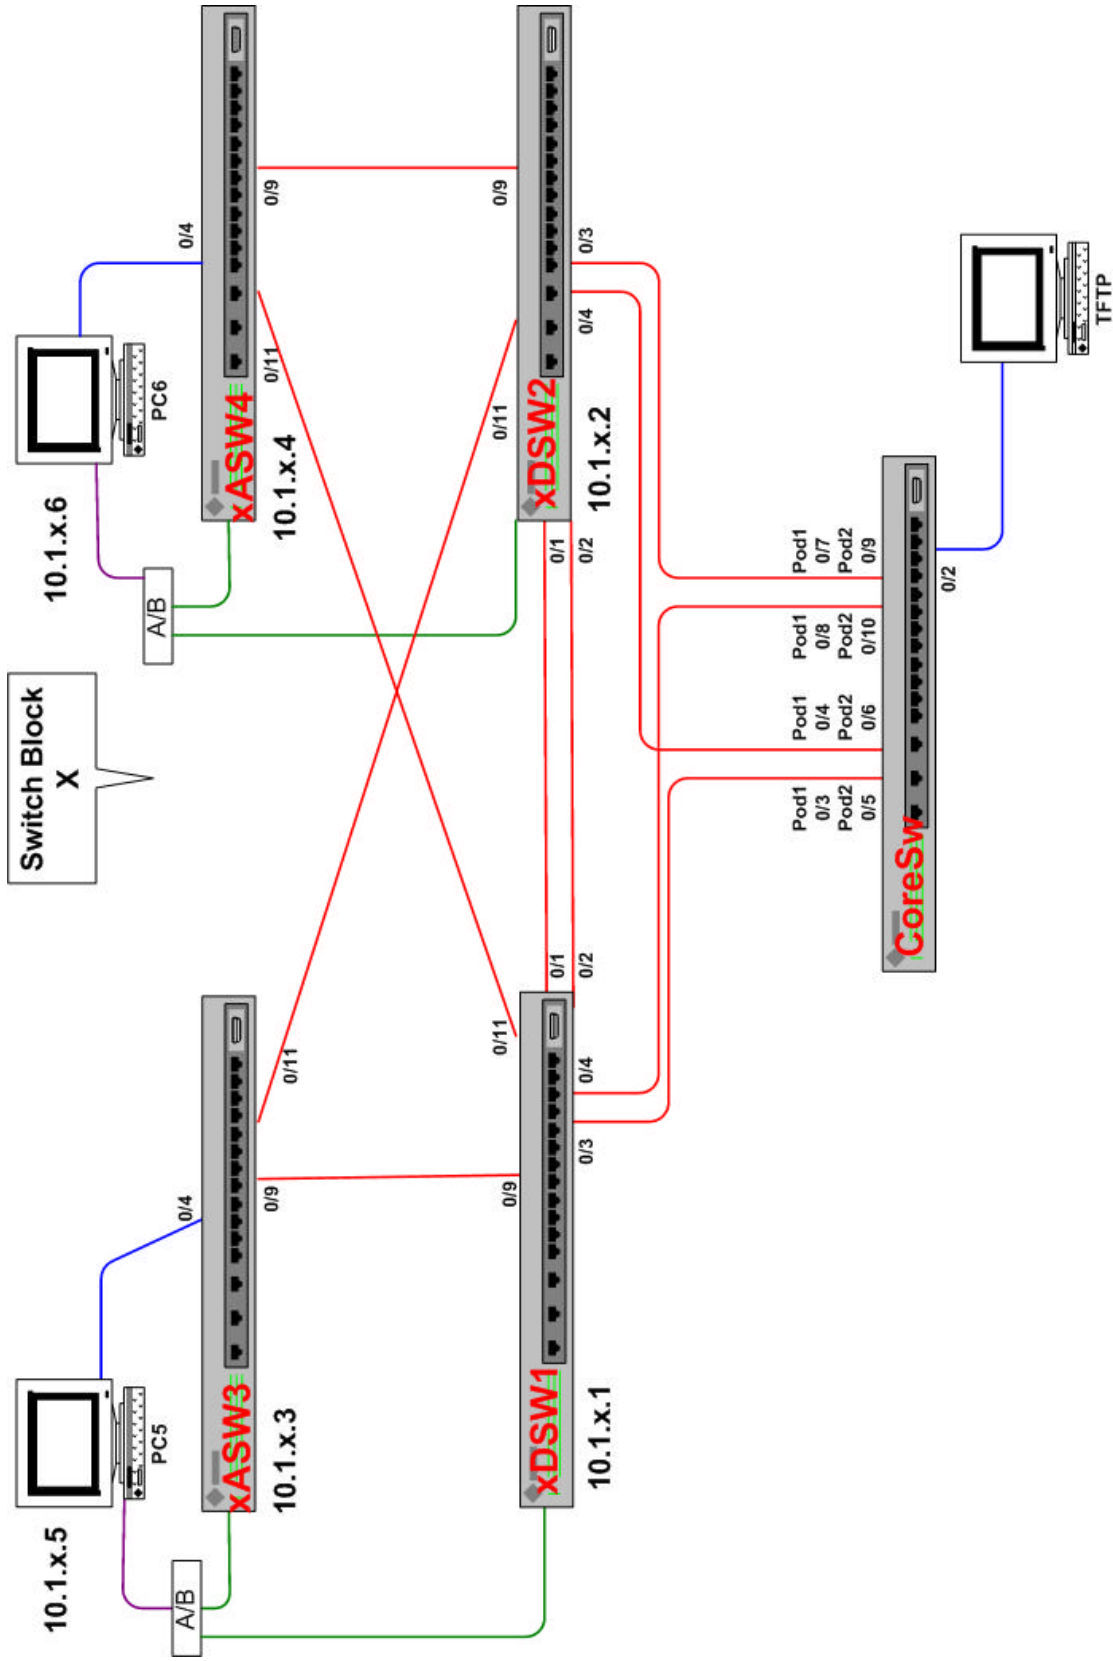 Switch Block
X
10.1.x.5
10.1.x.6
PC5
PC6
A/B
A/B
0/4
0/4
xASW3
xASW4
10.1.x.3
0/9
0/11
10.1.x.4
0/11
0/9
0/9
0/11
0/11
0/9
xDSW1
xDSW2
0/1
0/1
0/2
0/2
0/3
0/4
0/4
0/3
10.1.x.1
10.1.x.2
Pod1
0/3
Pod2
0/5
Pod1
0/4
Pod2
0/6
Pod1
0/8
Pod2
0/10
Pod1
0/7
Pod2
0/9
CoreSw
0/2
TFTP